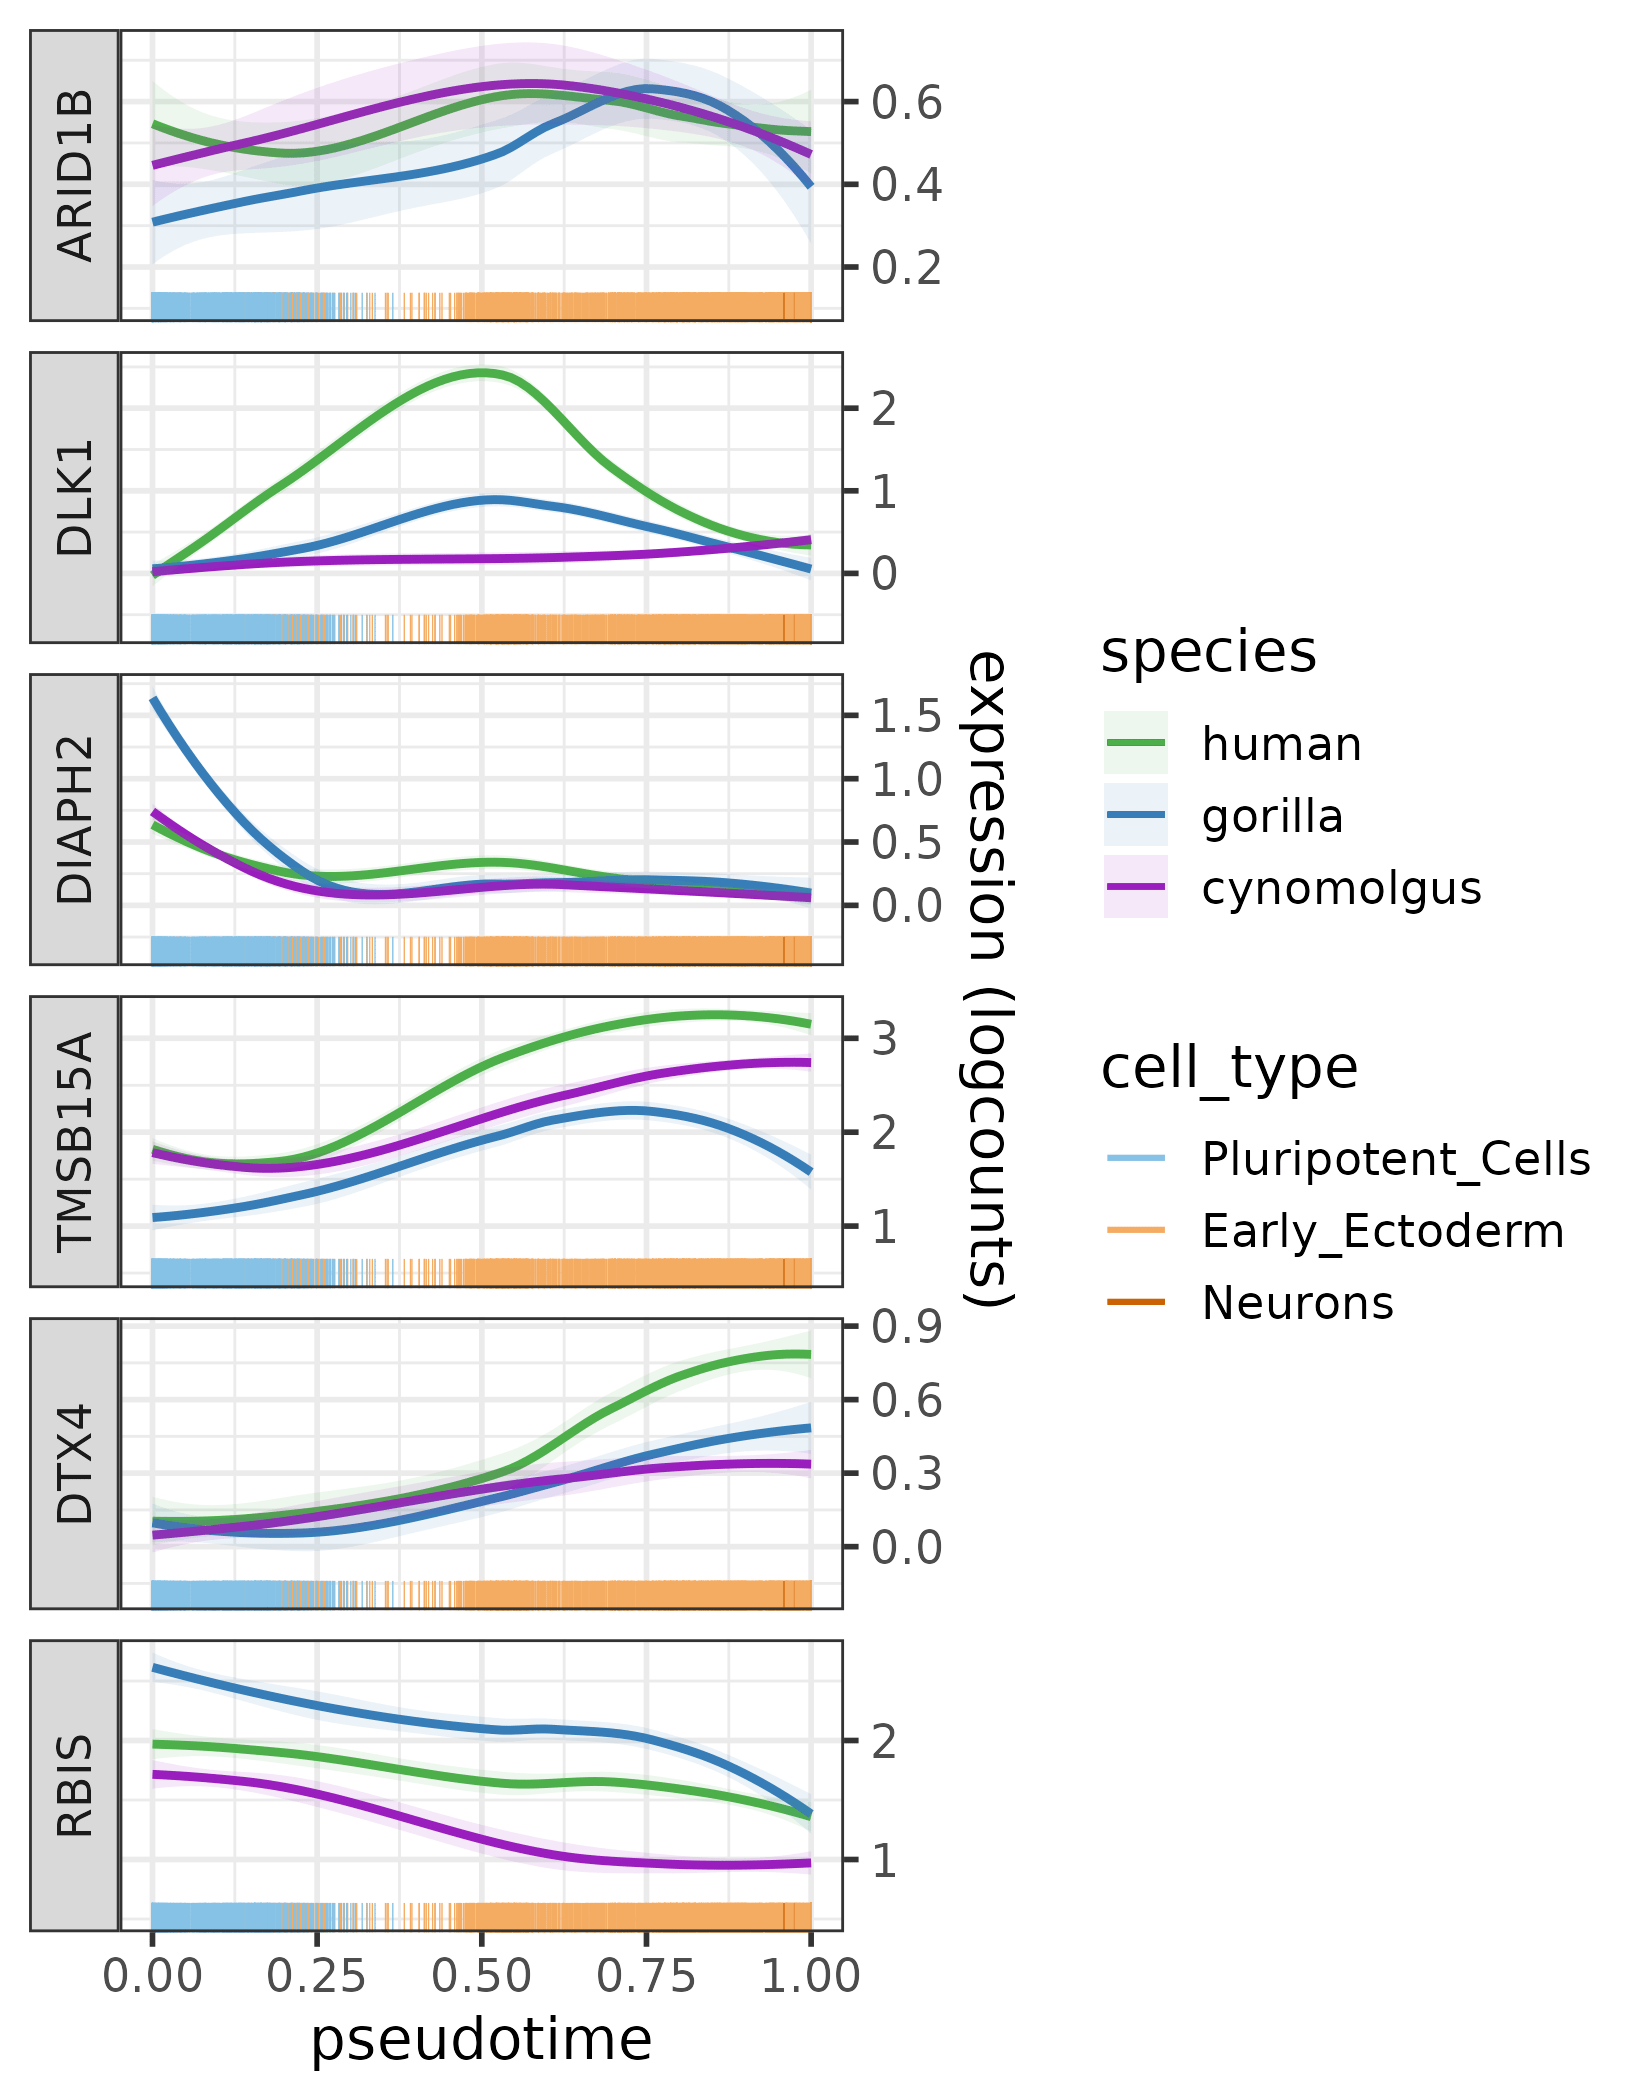 ARID1B
0.6
0.4
0.2
DLK1
2
1
0
DIAPH2
1.5
1.0
0.5
0.0
TMSB15A
3
2
1
DTX4
0.9
0.6
0.3
0.0
RBIS
2
1
0.00 0.25 0.50 0.75 1.00
pseudotime
expression (logcounts)
species
human
gorilla
cynomolgus
cell_type
Pluripotent_Cells
Early_Ectoderm
Neurons